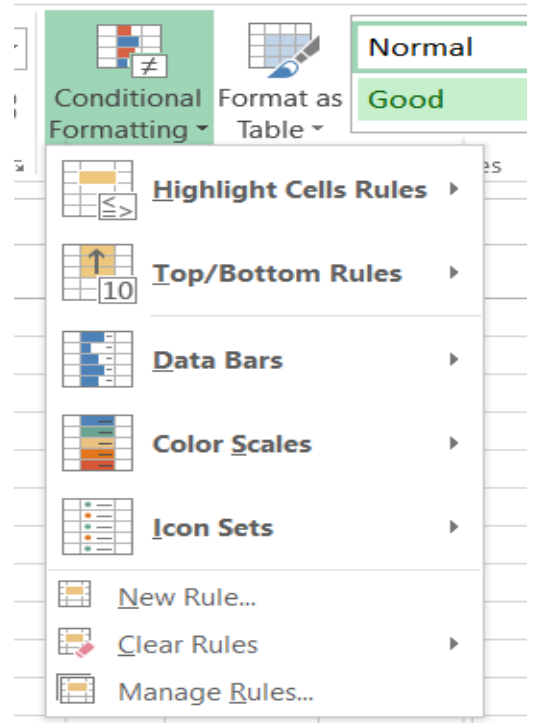 Conditional Formatting
Format as Table
Normal
Good
≠
es
Highlight Cells Rules
≤>
Top/Bottom Rules
10
Data Bars
Color Scales
Icon Sets
New Rule...
Clear Rules
Manage Rules...